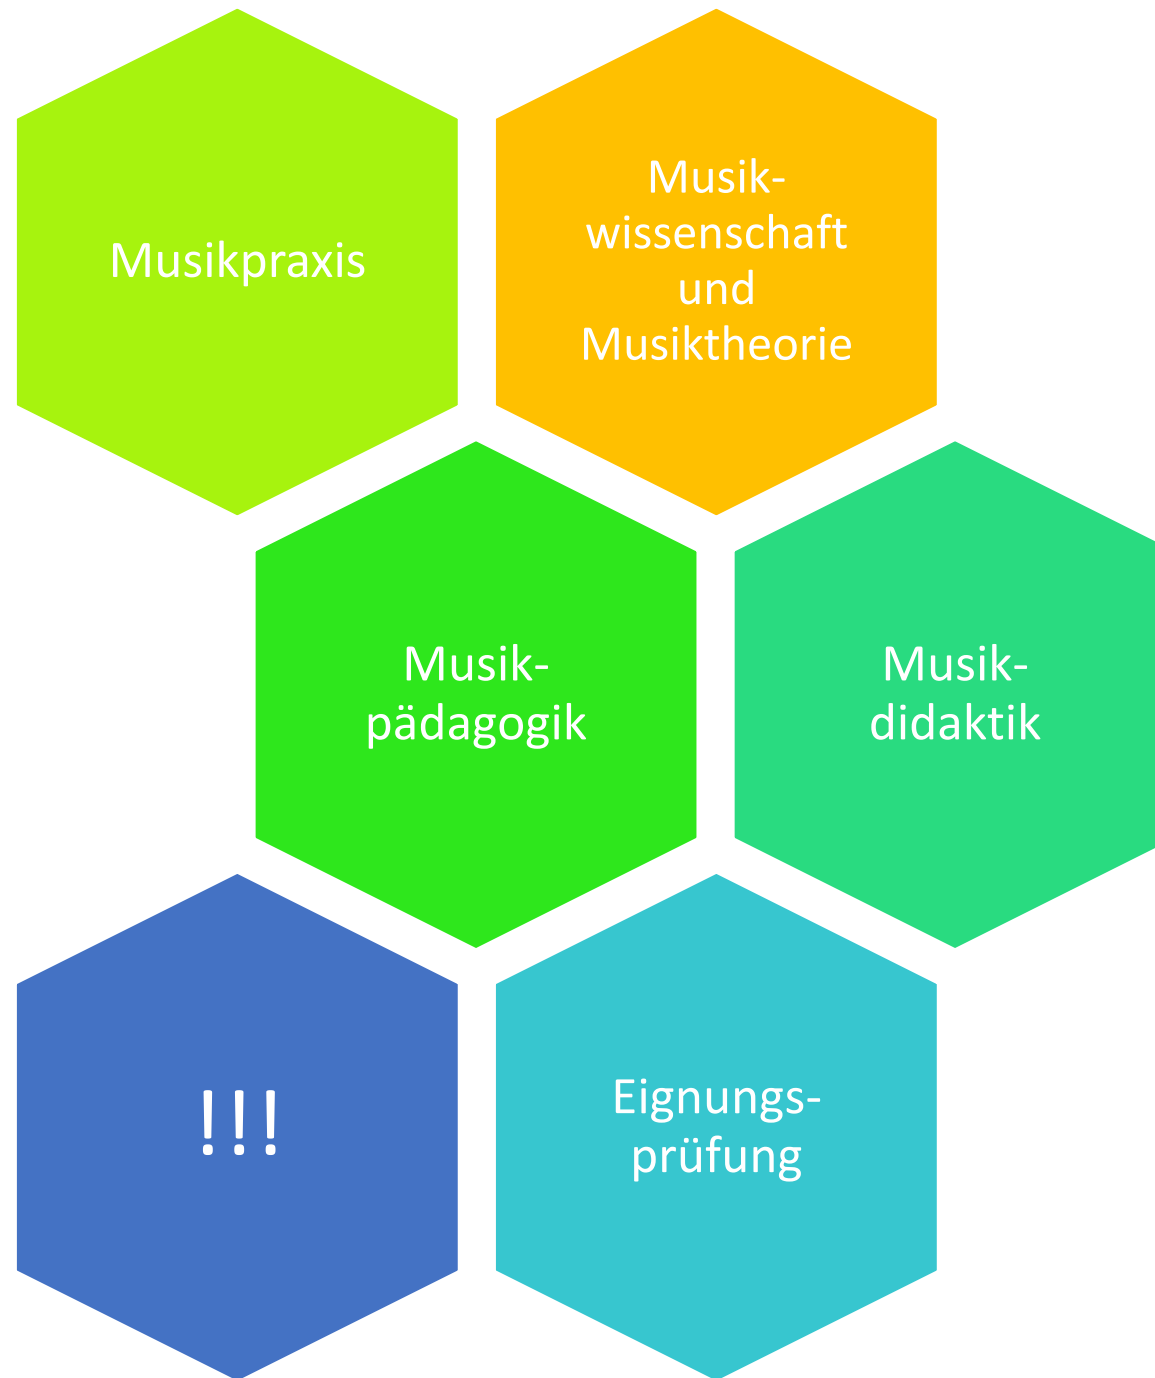 Musikpraxis
Musik-
wissenschaft
und
Musiktheorie
Musik-
pädagogik
Musik-
didaktik
!!!
Eignungs-
prüfung